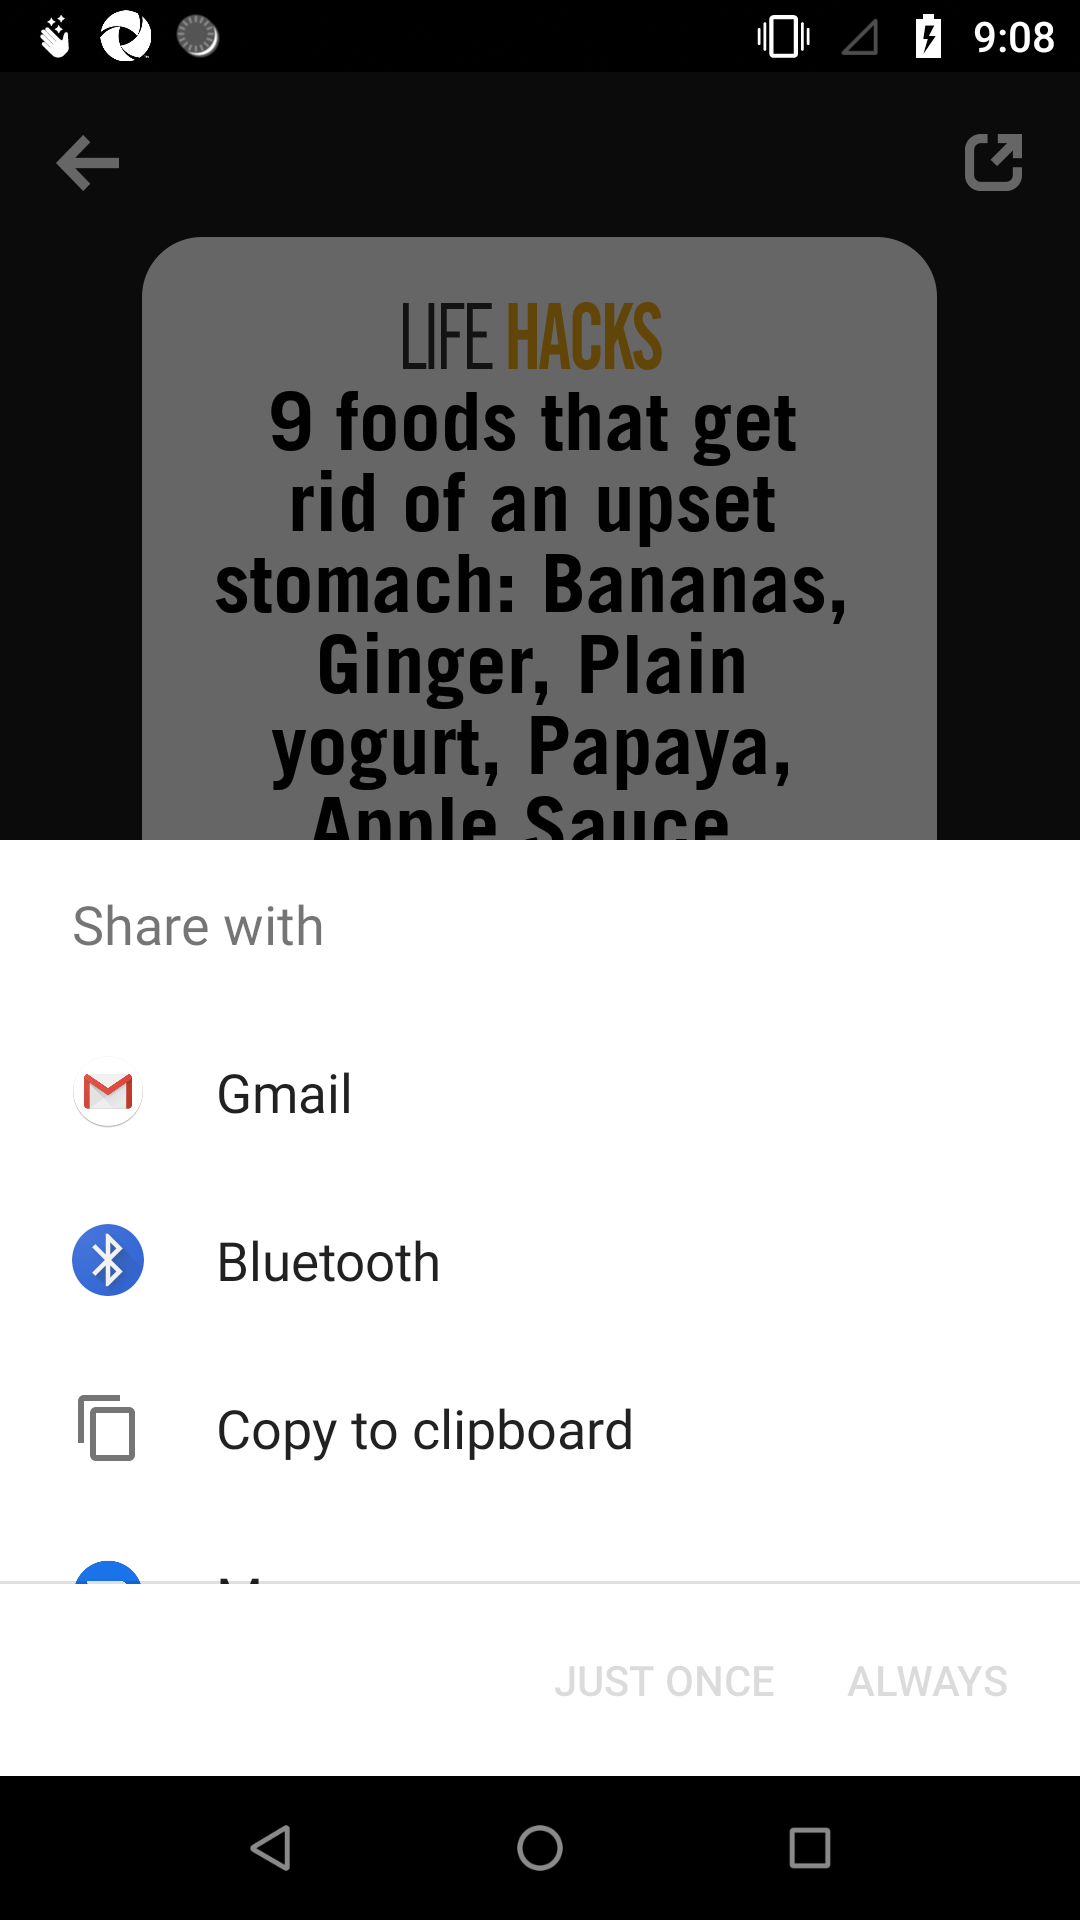 9:08
LIFE HACKS
9 foods that get
rid of an upset
stomach: Bananas,
Ginger, Plain
yogurt, Papaya,
Apple Sauce
Share with
Gmail
Bluetooth
Copy to clipboard
JUST ONCE ALWAYS